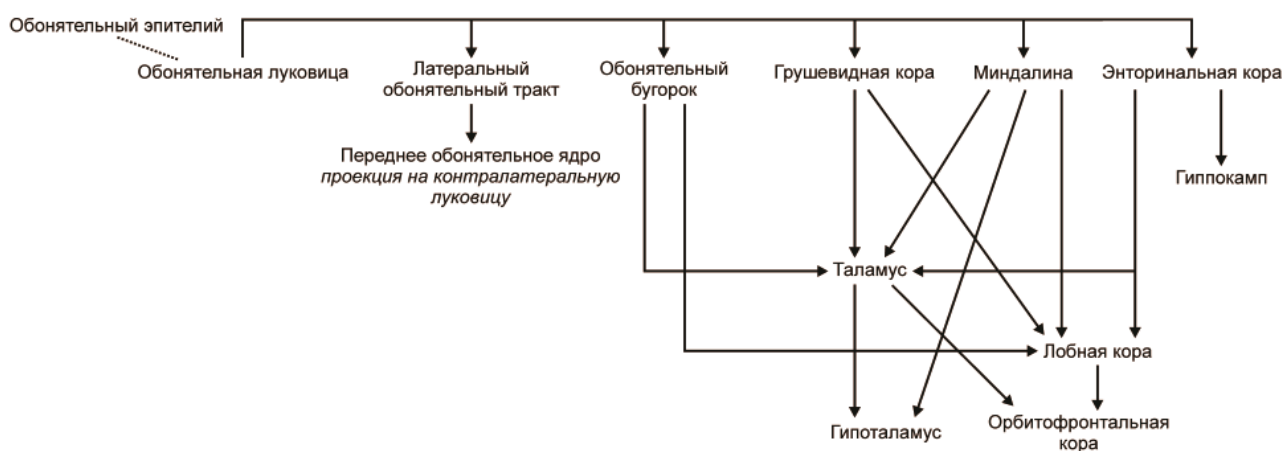 Обонятельный эпителий
Обонятельная луковица
Латеральный
обонятельный тракт
Обонятельный
бугорок
Грушевидная кора
Миндалина
Энторинальная кора
Переднее обонятельное ядро
проекция на контралатеральную
луковицу
Гиппокамп
Таламус
Лобная кора
Гипоталамус
Орбитофронтальная
кора